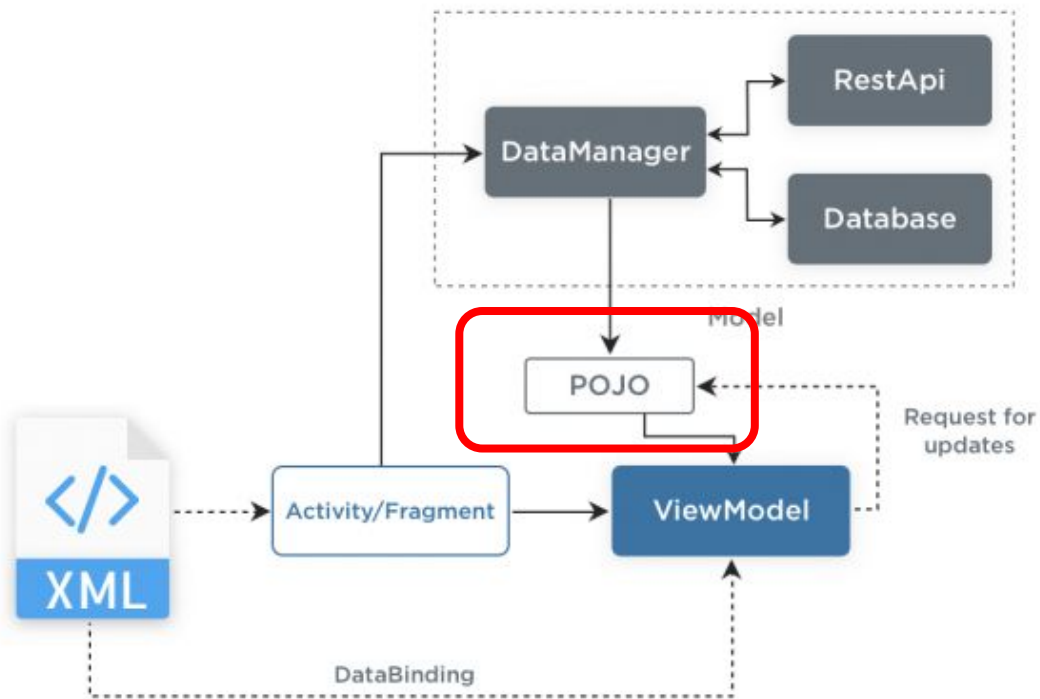 RestApi
DataManager
Database
Model
POJO
Request for
updates
</>
Activity/Fragment
ViewModel
XML
DataBinding